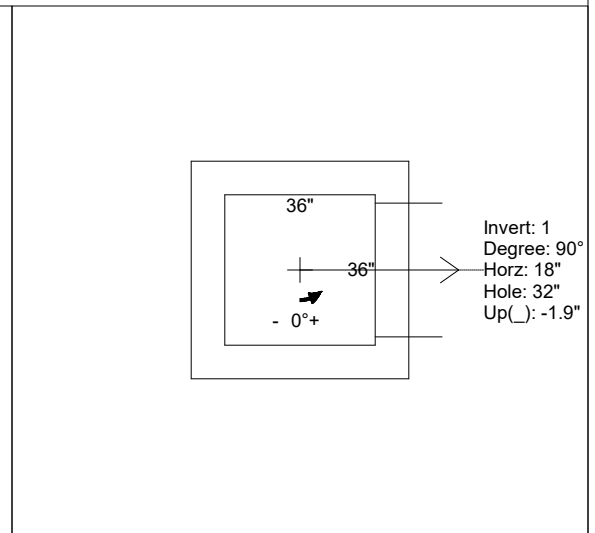 36"
36"
- 0°+
Invert: 1
Degree: 90°
Horz: 18"
Hole: 32"
Up(_): -1.9"